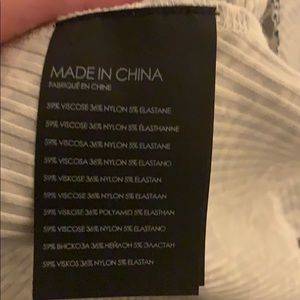 MADE IN CHINA
FABRIQUÉ EN CHINE
59% VISCOSE 36% NYLON 5% ELASTANE
59% VISCOSE 36% NYLON 5% ÉLASTHANNE
59% VISCOSA 36% NYLON 5% ELASTANE
59% VISCOSA 36% NYLON 5% ELASTANO
59% VISKOSE 36% NYLON 5% ELASTAN
59% VISCOSE 36% NYLON 5% ELASTAAN
59% VISKOSE 36% POLYAMID 5% ELASTHAN
59% VISCOSE 36% NYLON 5% ELASTANO
59% ВИСКОЗА 36% НЕЙЛОН 5% ЭЛАСТАН
59% VISKOS 36% NYLON 5% ELASTAN